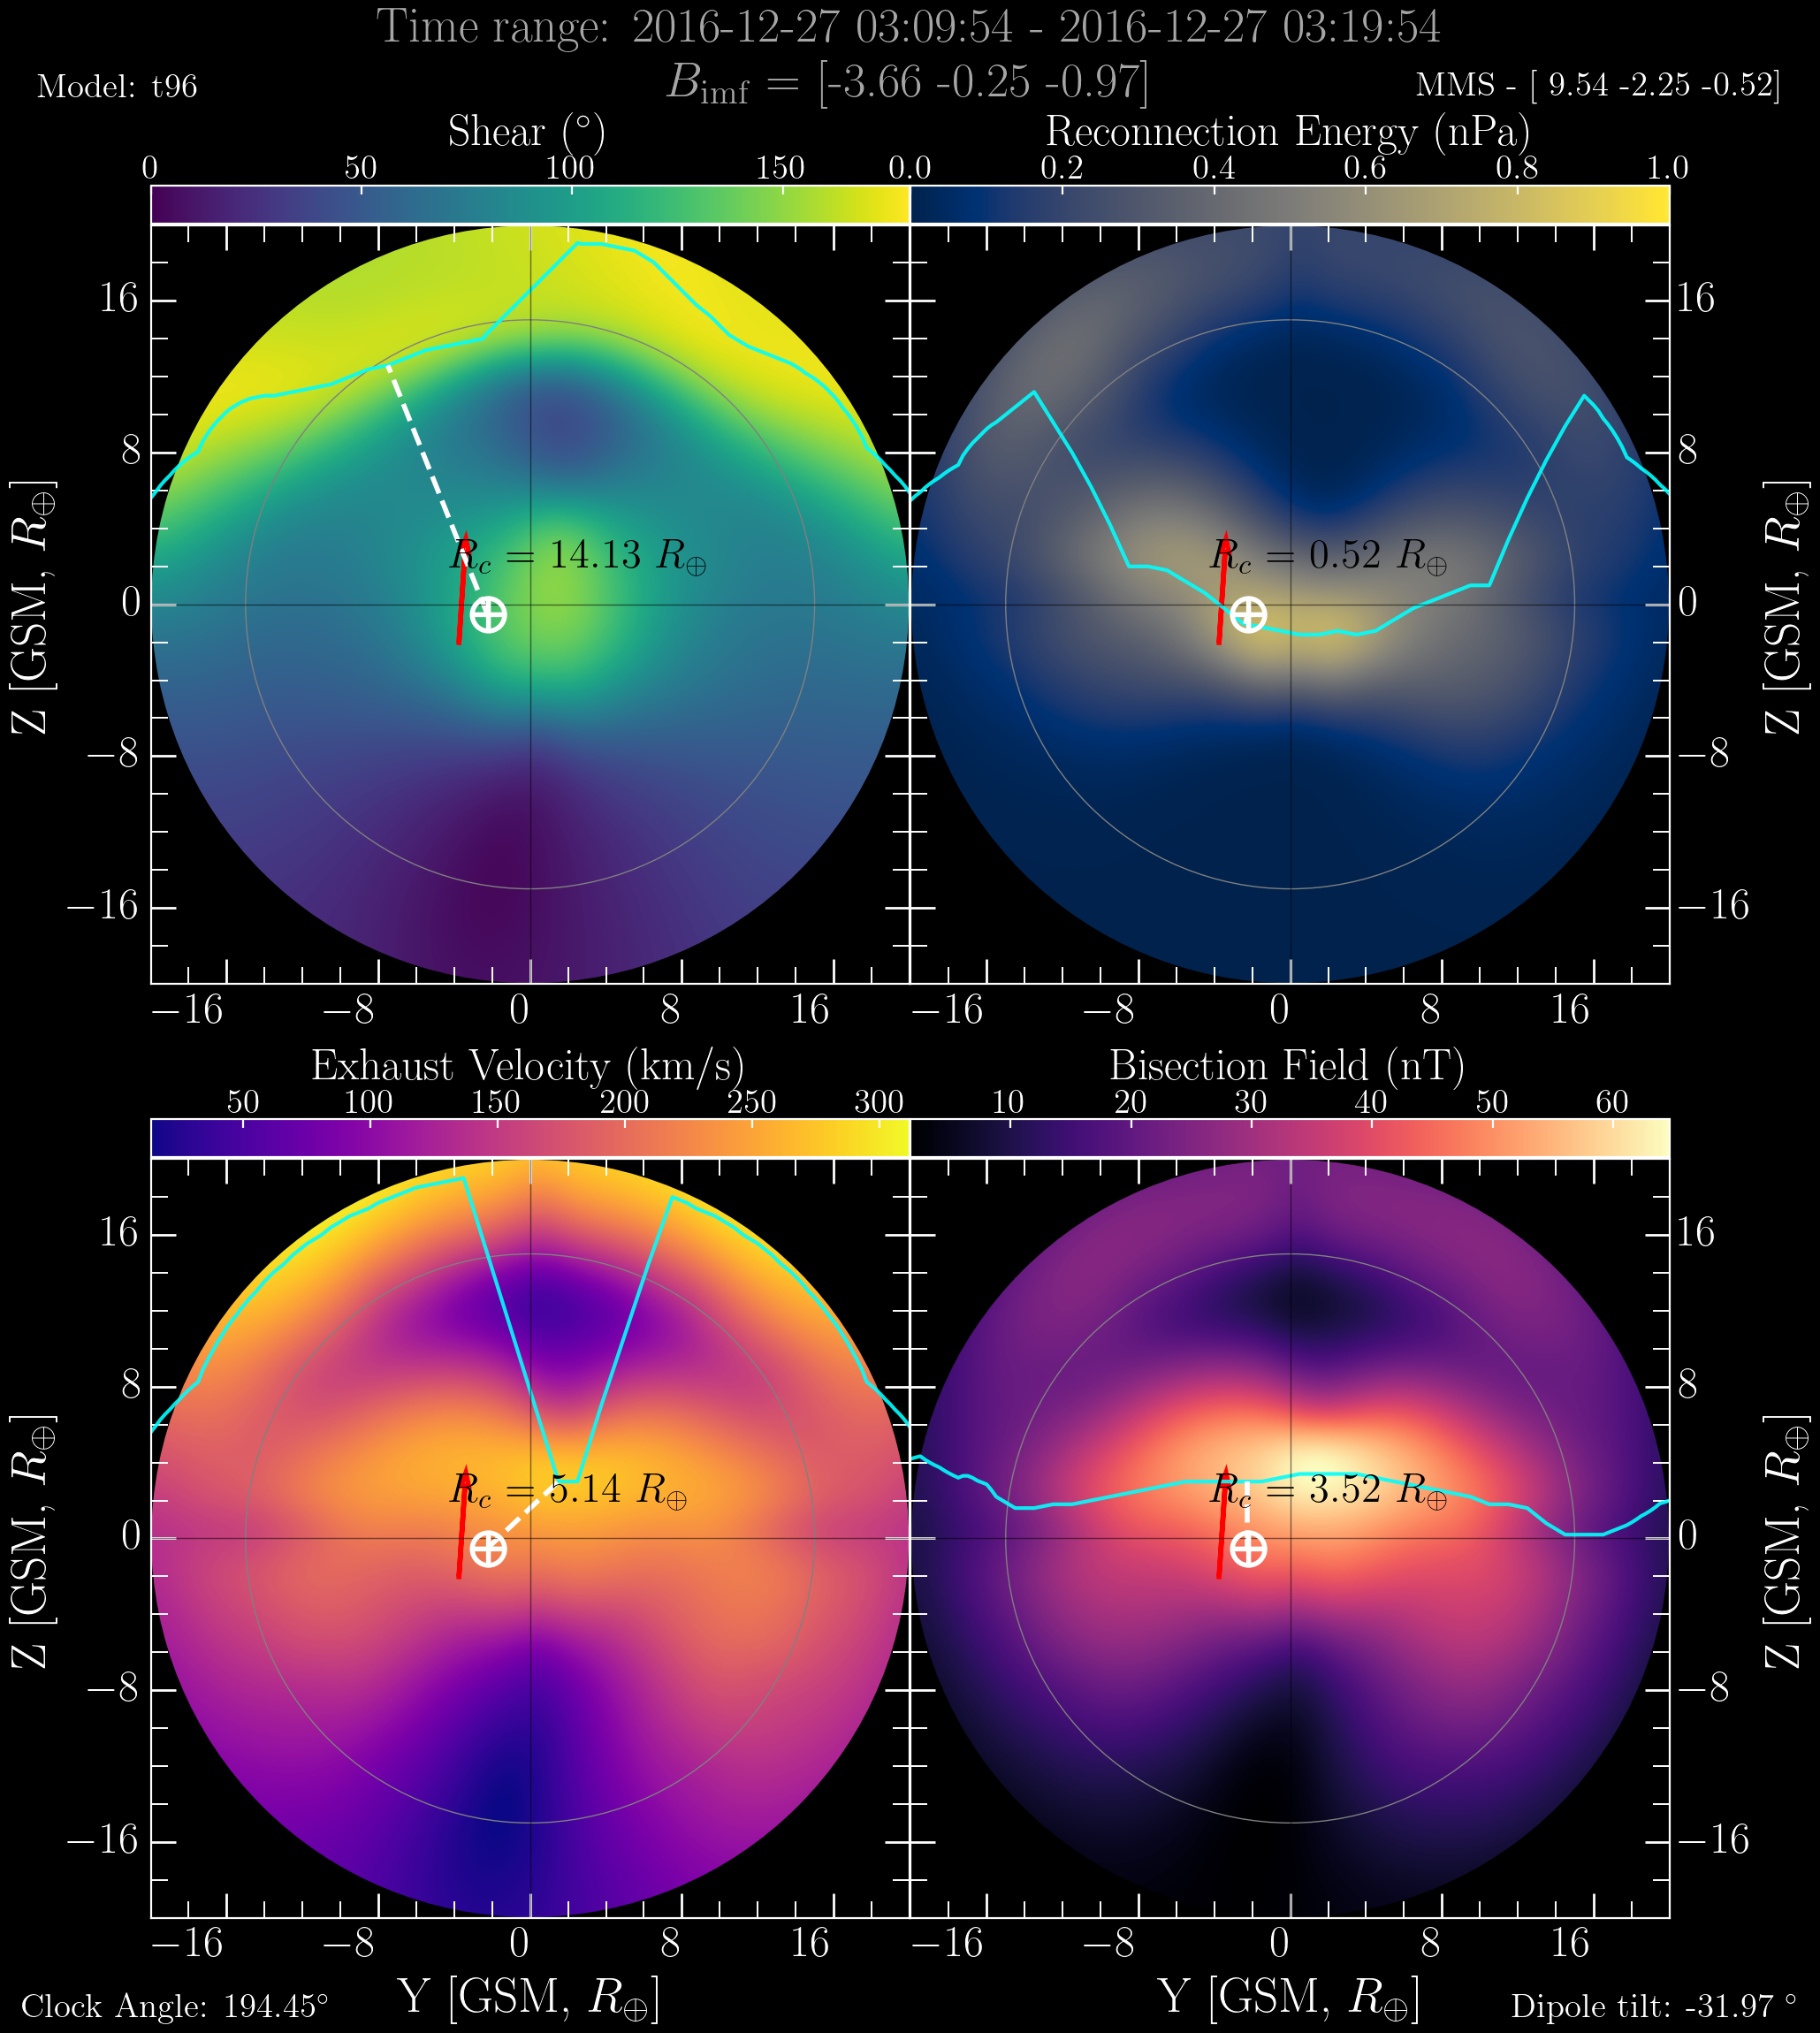 Time range: 2016-12-27 03:09:54 - 2016-12-27 03:19:54
Model: t96
B_imf = [-3.66 -0.25 -0.97]
MMS - [ 9.54 -2.25 -0.52]
Shear (°)
Reconnection Energy (nPa)
0 50 100 150
0.0 0.2 0.4 0.6 0.8 1.0
16
8
0
−8
−16
Z [GSM, R⊕]
R_c = 14.13 R⊕
−16 −8 0 8 16
R_c = 0.52 R⊕
16
8
0
−8
−16
Z [GSM, R⊕]
−16 −8 0 8 16
Exhaust Velocity (km/s)
Bisection Field (nT)
50 100 150 200 250 300
10 20 30 40 50 60
16
8
0
−8
−16
Z [GSM, R⊕]
R_c = 5.14 R⊕
−16 −8 0 8 16
Y [GSM, R⊕]
R_c = 3.52 R⊕
16
8
0
−8
−16
Z [GSM, R⊕]
−16 −8 0 8 16
Y [GSM, R⊕]
Clock Angle: 194.45°
Dipole tilt: -31.97 °